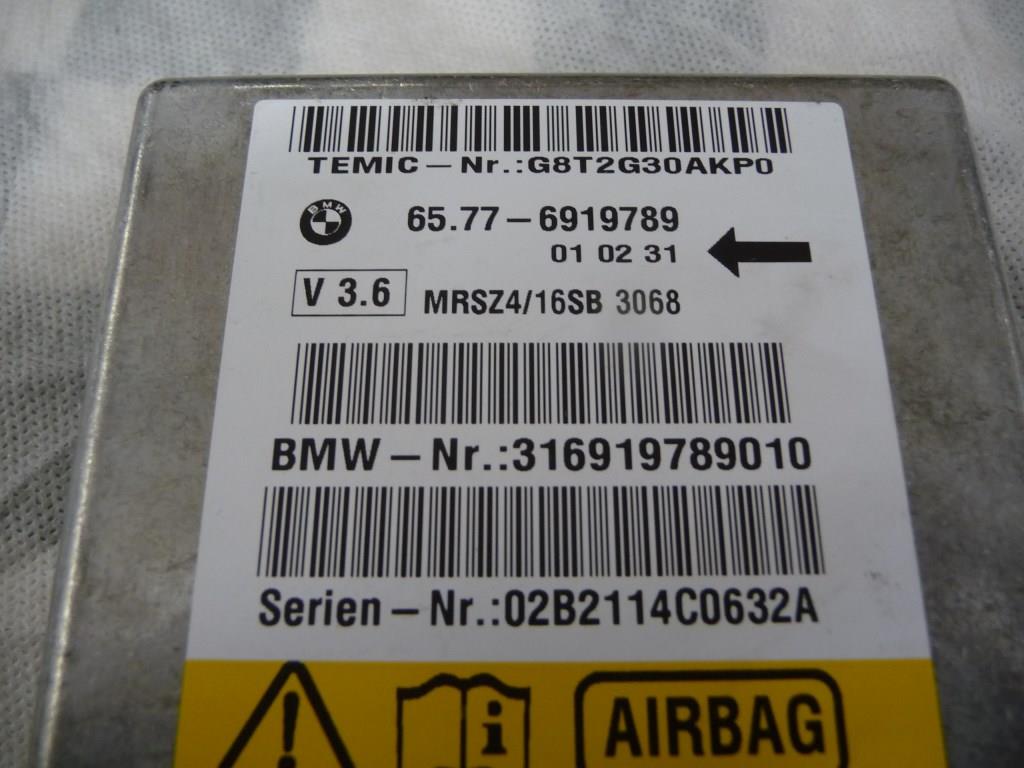 TEMIC-Nr.:G8T2G30AKP0
BMW
65.77-6919789
01 02 31
V 3.6
MRSZ4/16SB 3068
BMW-Nr.:316919789010
Serien-Nr.:02B2114C0632A
!
i
AIRBAG